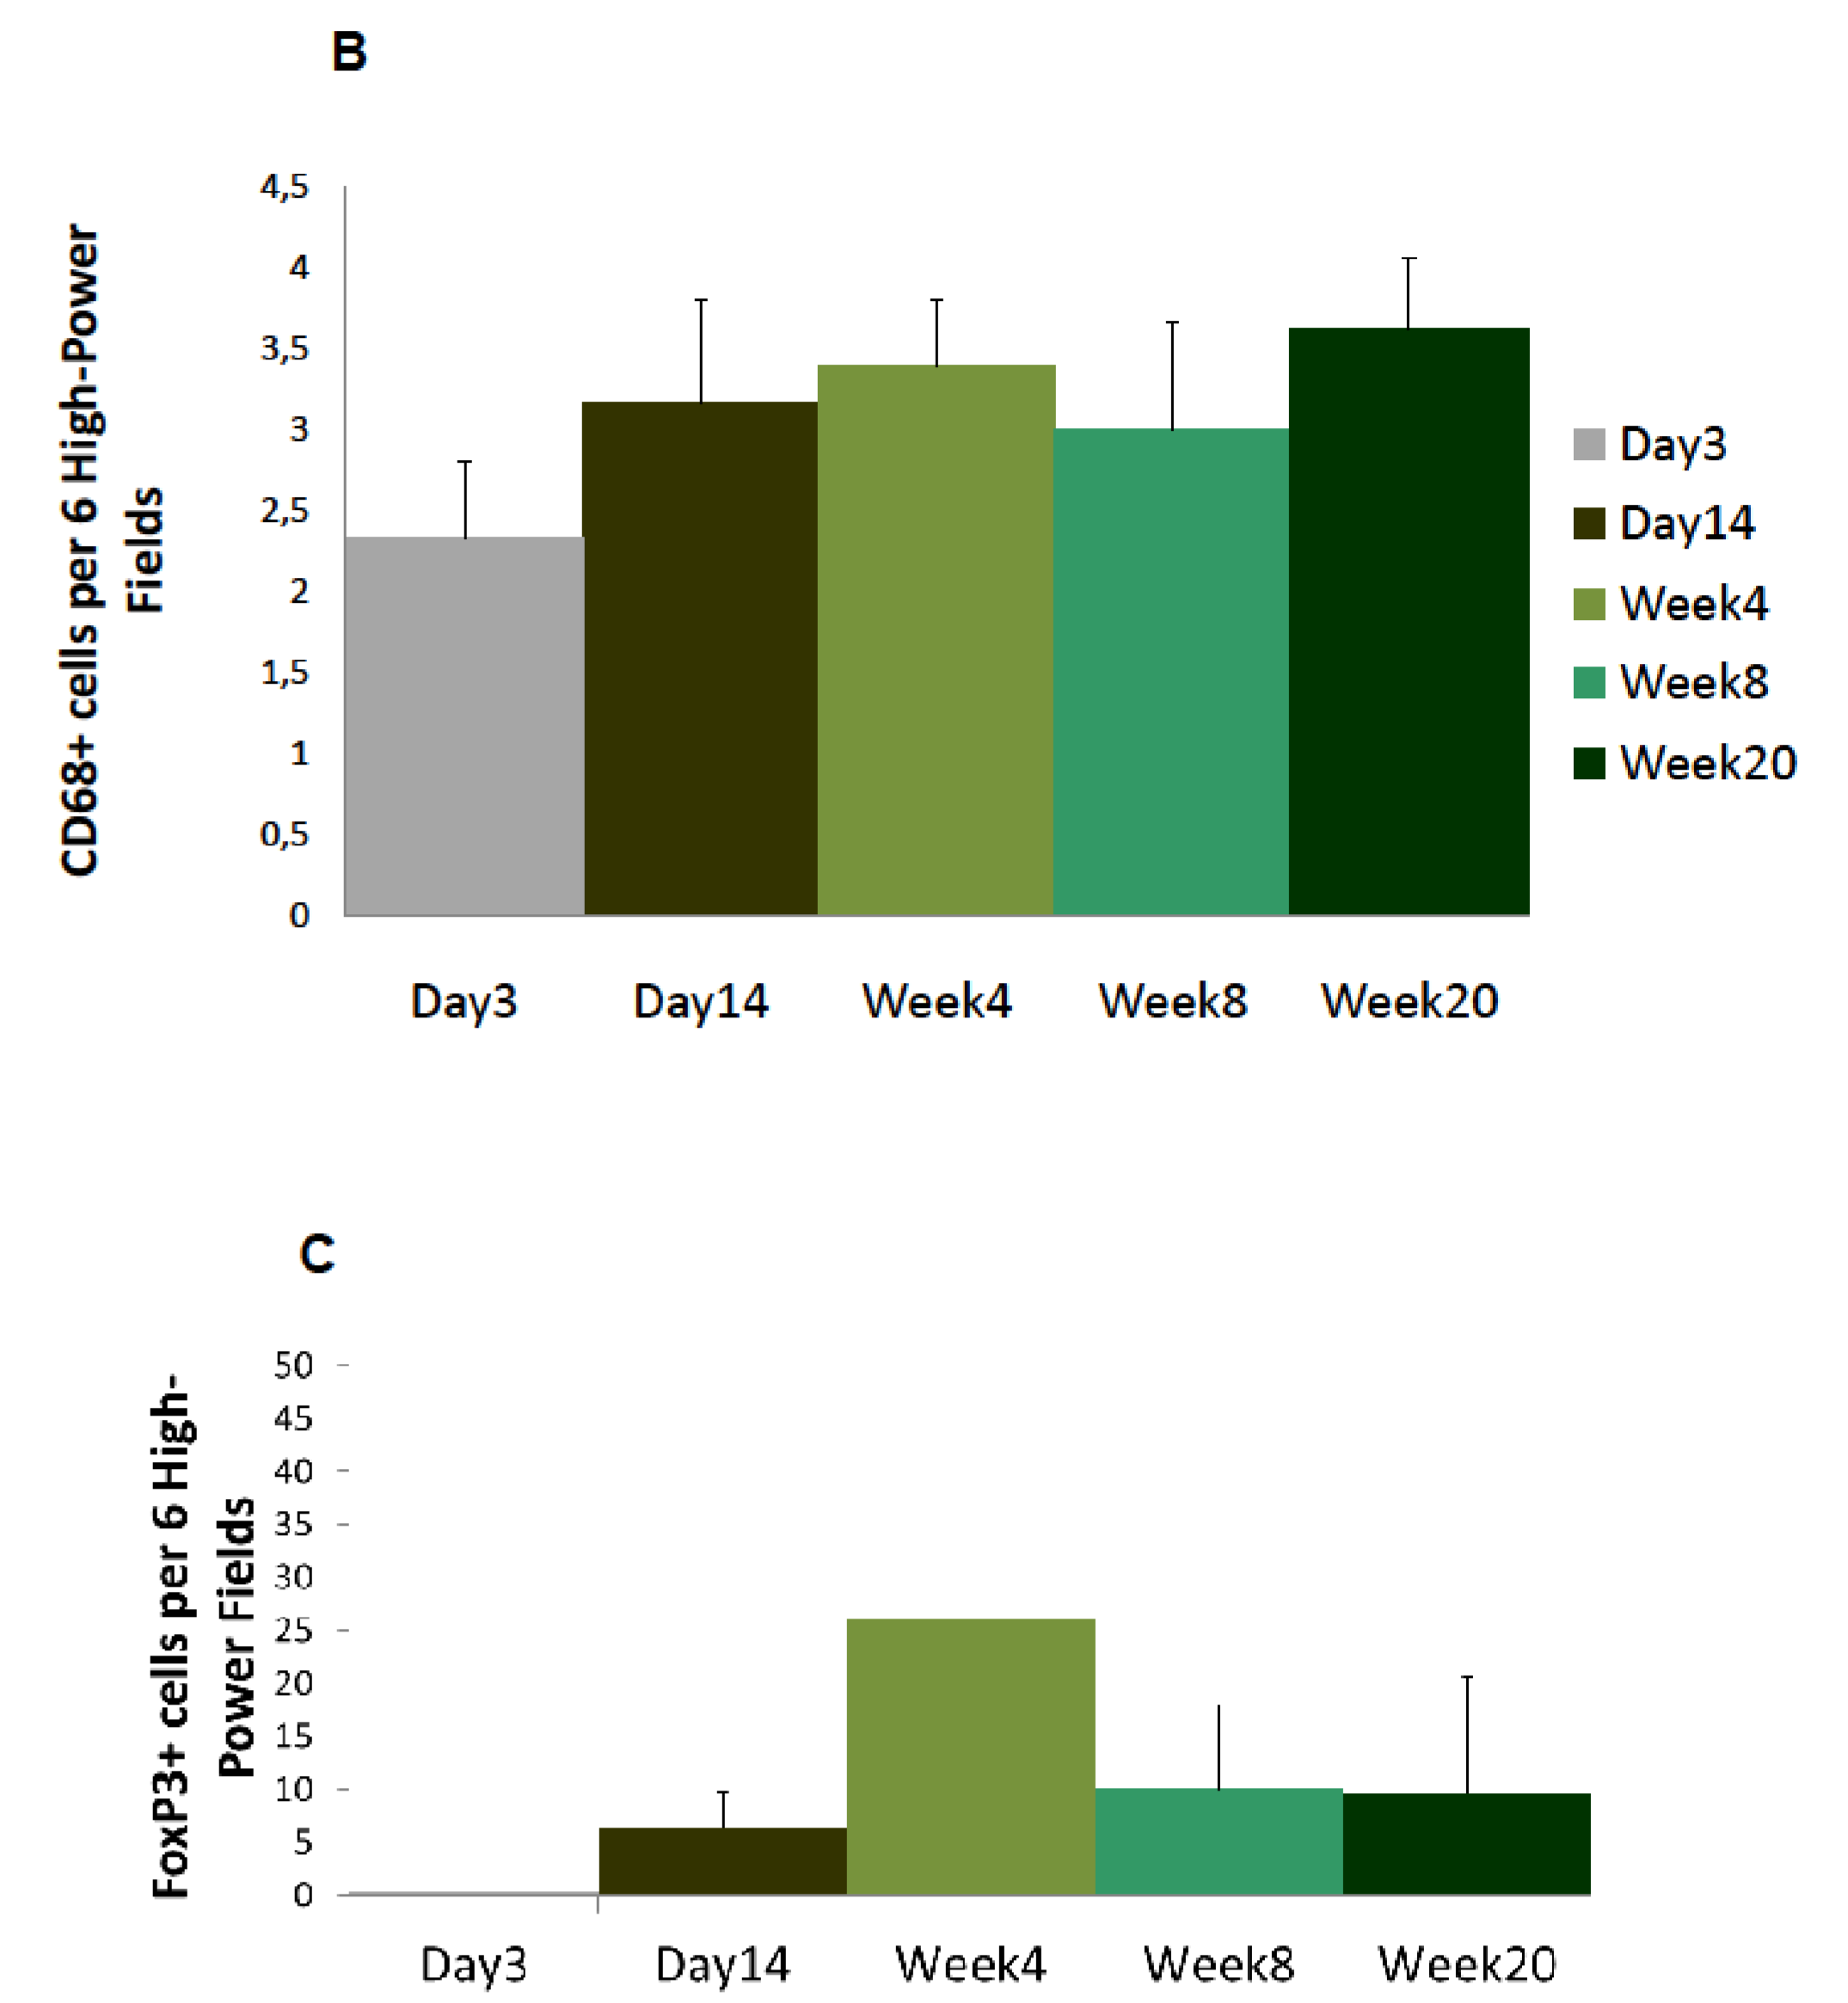 B
CD68+ cells per 6 High-Power
Fields
4,5
4
3,5
3
2,5
2
1,5
1
0,5
0
Day3
Day14
Week4
Week8
Week20
Day3
Day14
Week4
Week8
Week20
C
FoxP3+ cells per 6 High-
Power Fields
50
45
40
35
30
25
20
15
10
5
0
Day3
Day14
Week4
Week8
Week20